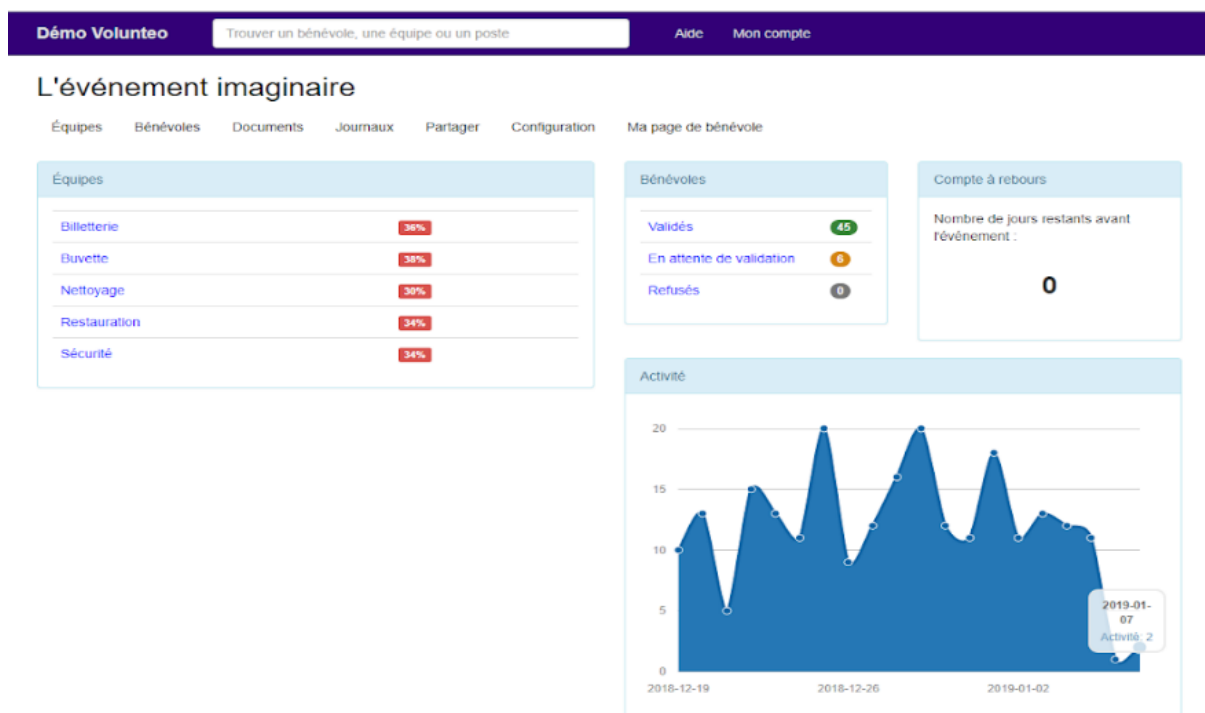 Démo Volunteo
Trouver un bénévole, une équipe ou un poste
Aide
Mon compte
L'événement imaginaire
Équipes
Bénévoles
Documents
Journaux
Partager
Configuration
Ma page de bénévole
Équipes
Billetterie 36%
Buvette 38%
Nettoyage 30%
Restauration 34%
Sécurité 34%
Bénévoles
Validés 45
En attente de validation 6
Refusés 0
Compte à rebours
Nombre de jours restants avant
l'événement :
0
Activité
20
15
10
5
0
2018-12-19
2018-12-26
2019-01-02
2019-01-
07
Activité: 2